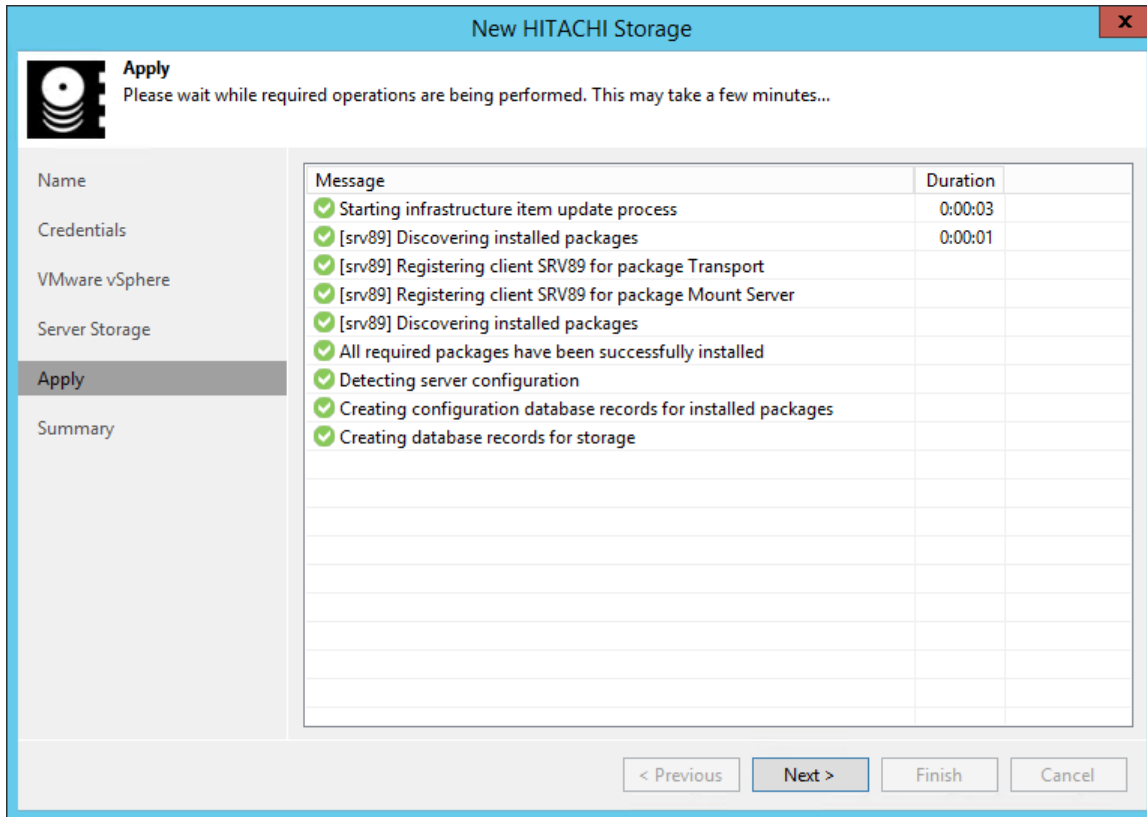 New HITACHI Storage
x
Apply
Please wait while required operations are being performed. This may take a few minutes...
Name
Credentials
VMware vSphere
Server Storage
Apply
Summary
Message Duration
Starting infrastructure item update process 0:00:03
[srv89] Discovering installed packages 0:00:01
[srv89] Registering client SRV89 for package Transport
[srv89] Registering client SRV89 for package Mount Server
[srv89] Discovering installed packages
All required packages have been successfully installed
Detecting server configuration
Creating configuration database records for installed packages
Creating database records for storage
< Previous Next > Finish Cancel